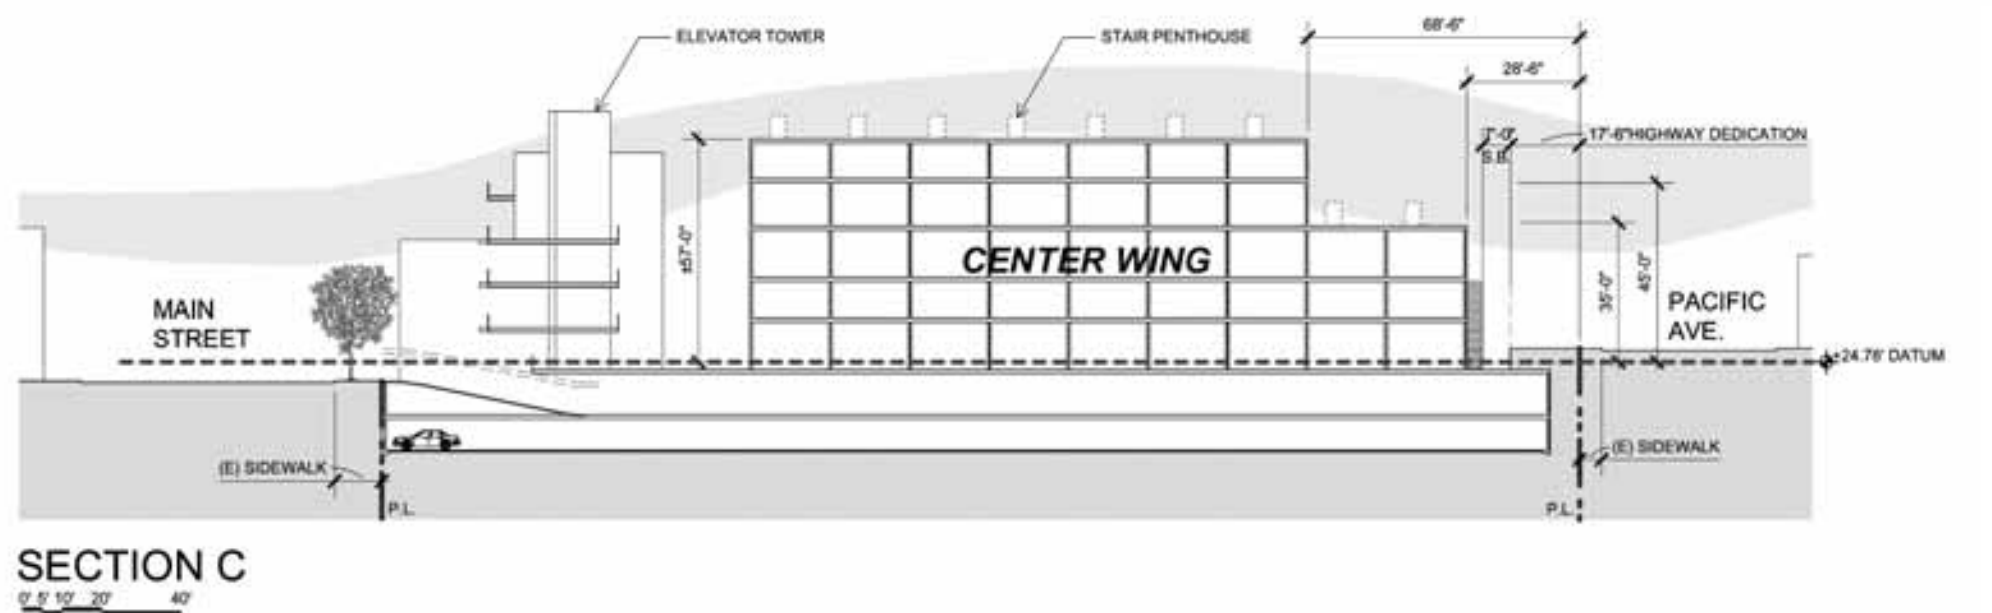 68'-6"
ELEVATOR TOWER
STAIR PENTHOUSE
28'-6"
7'-0"
S.B.
17'-6"HIGHWAY DEDICATION
±57'-0"
CENTER WING
35'-0"
45'-0"
MAIN
STREET
PACIFIC
AVE.
±24.76' DATUM
(E) SIDEWALK
(E) SIDEWALK
P.L.
P.L.
SECTION C
0' 5' 10' 20' 40'